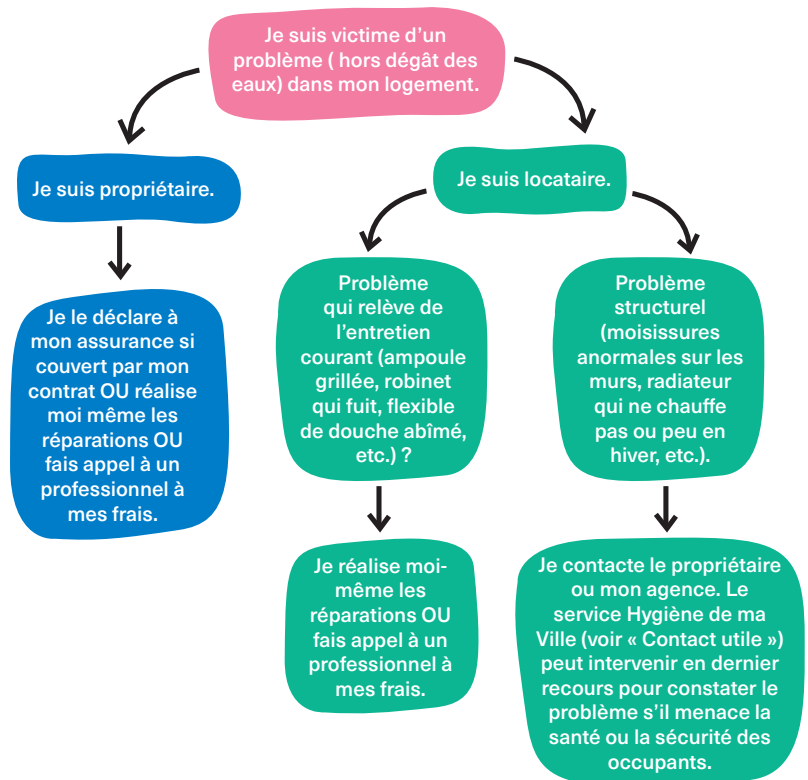 Je suis victime d'un
problème ( hors dégât des
eaux) dans mon logement.
Je suis propriétaire.
Je le déclare à
mon assurance si
couvert par mon
contrat OU réalise
moi même les
réparations OU
fais appel à un
professionnel à
mes frais.
Je suis locataire.
Problème
qui relève de
l'entretien
courant (ampoule
grillée, robinet
qui fuit, flexible
de douche abîmé,
etc.) ?
Je réalise moi-
même les
réparations OU
fais appel à un
professionnel à
mes frais.
Problème
structurel
(moisissures
anormales sur les
murs, radiateur
qui ne chauffe
pas ou peu en
hiver, etc.).
Je contacte le propriétaire
ou mon agence. Le
service Hygiène de ma
Ville (voir « Contact utile »)
peut intervenir en dernier
recours pour constater le
problème s'il menace la
santé ou la sécurité des
occupants.